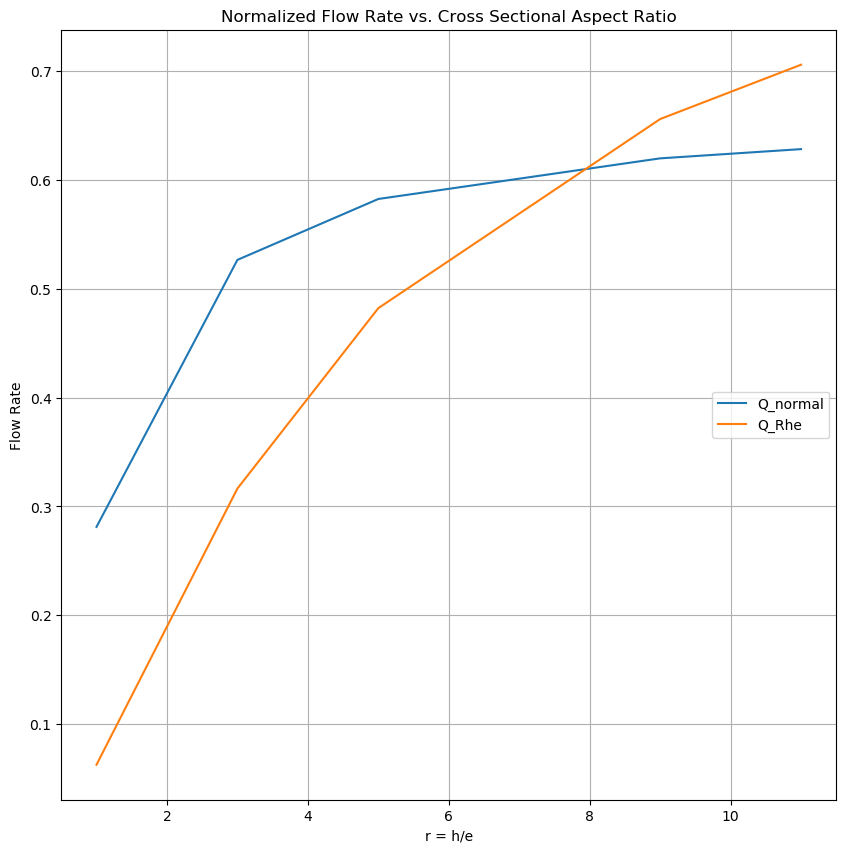 Normalized Flow Rate vs. Cross Sectional Aspect Ratio
0.7
0.6
0.5
0.4
0.3
0.2
0.1
Flow Rate
Q_normal
Q_Rhe
2
4
6
8
10
r = h/e